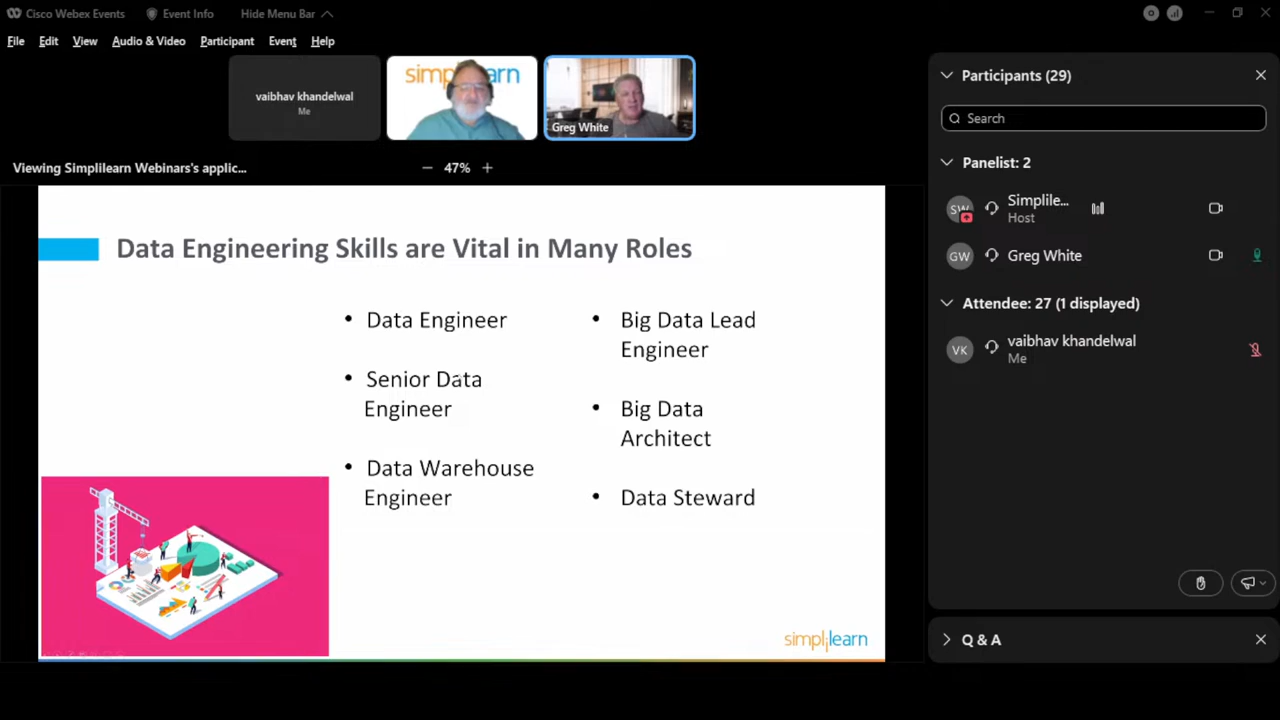 Cisco Webex Events Event Info Hide Menu Bar
File Edit View Audio & Video Participant Event Help
vaibhav khandelwal
Me
simplilearn
Greg White
Viewing Simplilearn Webinars's applic...
47%
Data Engineering Skills are Vital in Many Roles
• Data Engineer
• Senior Data
Engineer
• Data Warehouse
Engineer
• Big Data Lead
Engineer
• Big Data
Architect
• Data Steward
simplilearn
Participants (29)
Search
Panelist: 2
SW
Simplile...
Host
GW
Greg White
Attendee: 27 (1 displayed)
VK
vaibhav khandelwal
Me
Q & A